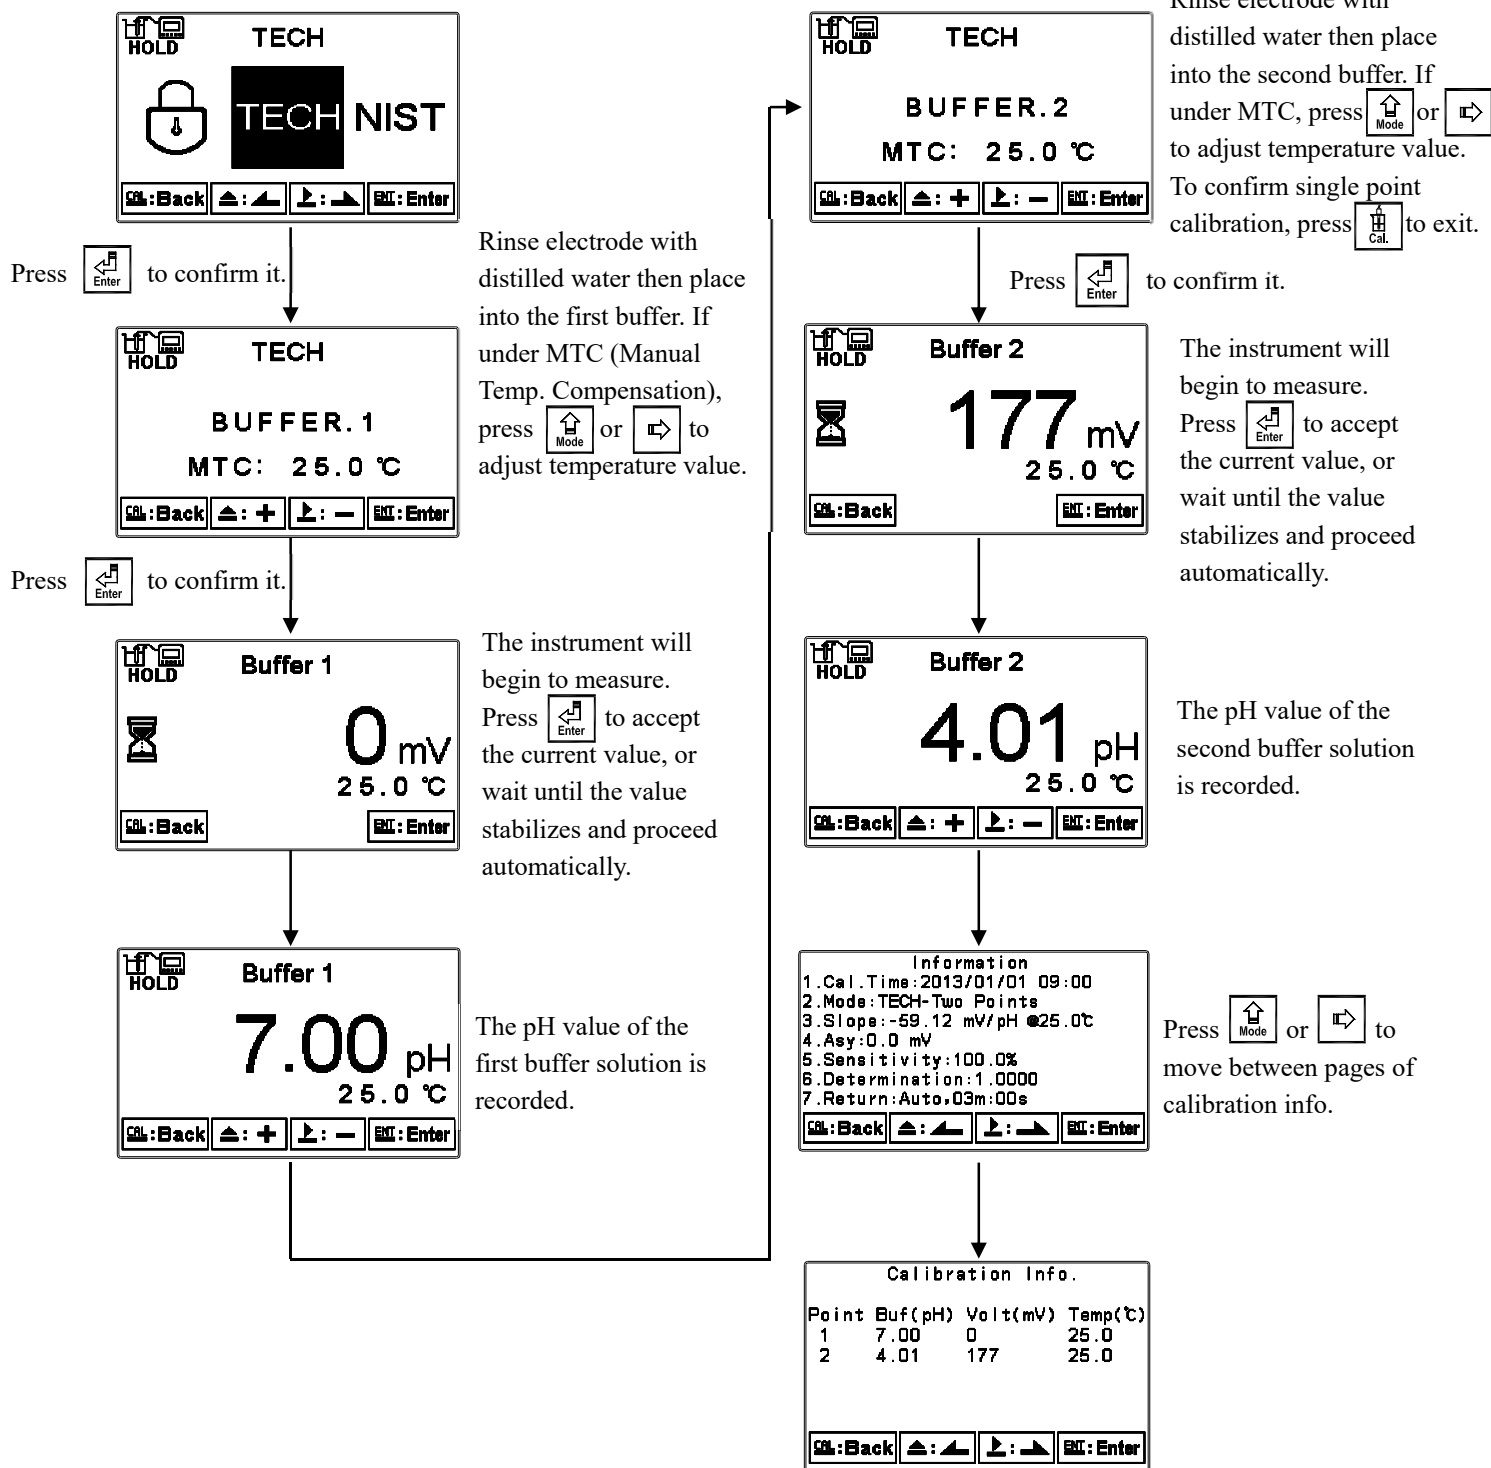 HOLD
TECH
TECH NIST
CAL:Back
ENT:Enter
Press Enter to confirm it.
HOLD
TECH
BUFFER.1
MTC: 25.0 ℃
CAL:Back : + : — ENT:Enter
Rinse electrode with
distilled water then place
into the first buffer. If
under MTC (Manual
Temp. Compensation),
press Mode or to
adjust temperature value.
Press Enter to confirm it.
HOLD
Buffer 1
0 mV
25.0 ℃
CAL:Back ENT:Enter
The instrument will
begin to measure.
Press Enter to accept
the current value, or
wait until the value
stabilizes and proceed
automatically.
HOLD
Buffer 1
7.00 pH
25.0 ℃
CAL:Back : + : — ENT:Enter
The pH value of the
first buffer solution is
recorded.
HOLD
TECH
BUFFER.2
MTC: 25.0 ℃
CAL:Back : + : — ENT:Enter
Rinse electrode with
distilled water then place
into the second buffer. If
under MTC, press Mode or
to adjust temperature value.
To confirm single point
calibration, press Cal. to exit.
Press Enter to confirm it.
HOLD
Buffer 2
177 mV
25.0 ℃
CAL:Back ENT:Enter
The instrument will
begin to measure.
Press Enter to accept
the current value, or
wait until the value
stabilizes and proceed
automatically.
HOLD
Buffer 2
4.01 pH
25.0 ℃
CAL:Back : + : — ENT:Enter
The pH value of the
second buffer solution
is recorded.
Information
1.Cal.Time:2013/01/01 09:00
2.Mode:TECH-Two Points
3.Slope:-59.12 mV/pH @25.0℃
4.Asy:0.0 mV
5.Sensitivity:100.0%
6.Determination:1.0000
7.Return:Auto,03m:00s
CAL:Back : : ENT:Enter
Press Mode or to
move between pages of
calibration info.
Calibration Info.
Point Buf(pH) Volt(mV) Temp(℃)
1 7.00 0 25.0
2 4.01 177 25.0
CAL:Back : : ENT:Enter